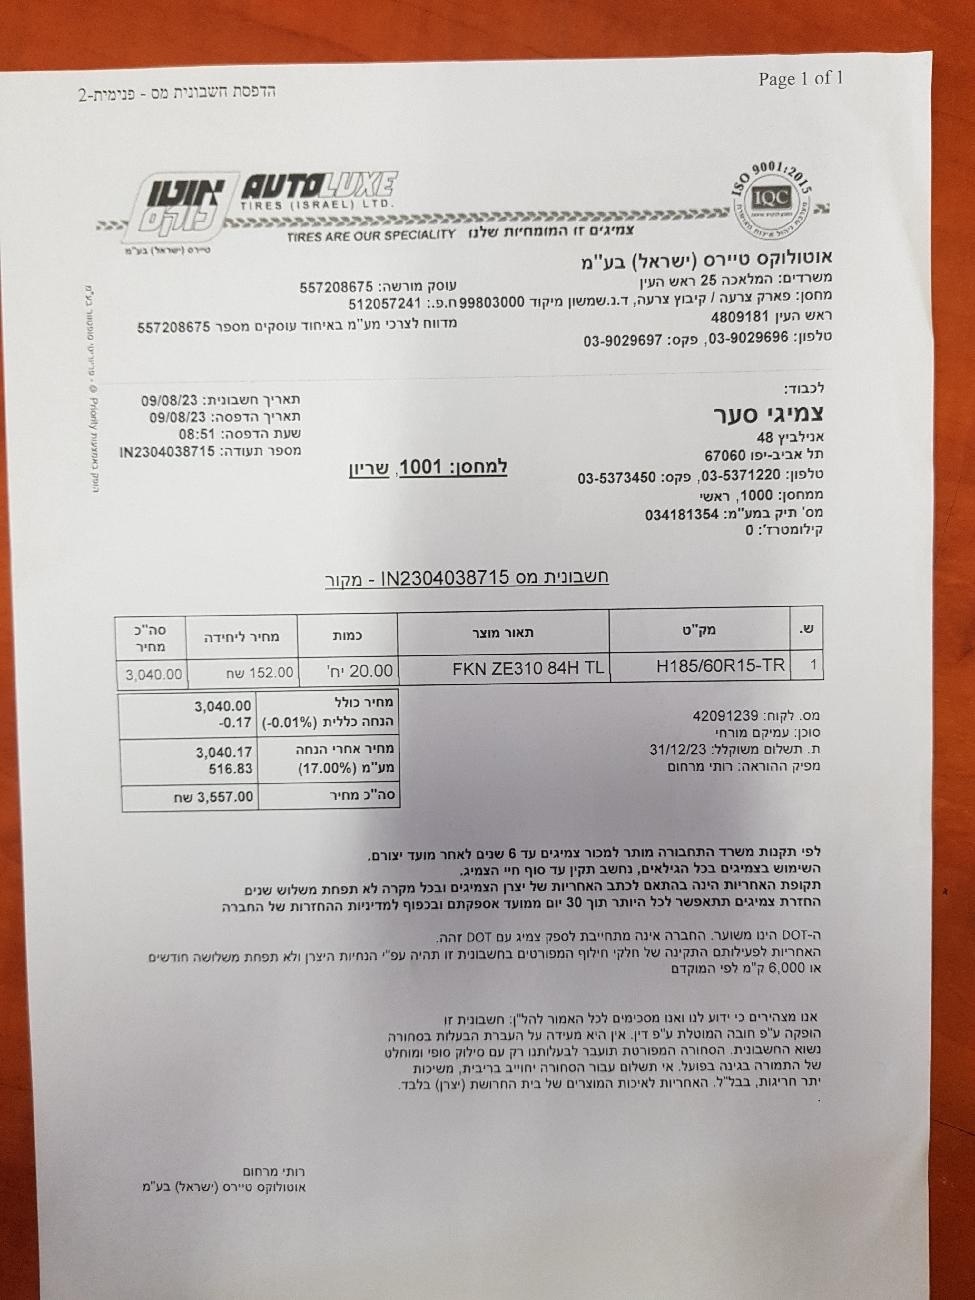 Page 1 of 1
הדפסת חשבונית מס - פנימית-2
ISO 9001:2015
IQC
אוטו
לוקס
AUTOLUXE
TIRES (ISRAEL) LTD.
צמיגים זו המומחיות שלנו TIRES ARE OUR SPECIALITY
טיירס (ישראל) בע"מ
אוטולוקס טיירס (ישראל) בע"מ
משרדים: המלאכה 25 ראש העין
עוסק מורשה: 557208675
מחסן: פארק צרעה / קיבוץ צרעה, ד.נ.שמשון מיקוד 99803000
ח.פ.: 512057241
ראש העין 4809181
מדווח לצרכי מע"מ באיחוד עוסקים מספר 557208675
טלפון: 03-9029696, פקס: 03-9029697
הופק באמצעות Priority @ - פריוריטי סופטוור בע"מ
לכבוד:
צמיגי סער
אנילביץ 48
תל אביב-יפו 67060
טלפון: 03-5371220, פקס: 03-5373450
ממחסן: 1000, ראשי
מס' תיק במע"מ: 034181354
קילומטרז': 0
תאריך חשבונית: 09/08/23
תאריך הדפסה: 09/08/23
שעת הדפסה: 08:51
מספר תעודה: IN2304038715
למחסן: 1001, שריון
חשבונית מס IN2304038715 - מקור
ש. מק"ט תאור מוצר כמות מחיר ליחידה סה"כ מחיר
1 H185/60R15-TR FKN ZE310 84H TL 20.00 יח' 152.00 שח 3,040.00
מחיר כולל 3,040.00
הנחה כללית (-0.01%) -0.17
מחיר אחרי הנחה 3,040.17
מע"מ (17.00%) 516.83
סה"כ מחיר 3,557.00 שח
מס. לקוח: 42091239
סוכן: עמיקם מורחי
ת. תשלום משוקלל: 31/12/23
מפיק ההוראה: רותי מרחום
לפי תקנות משרד התחבורה מותר למכור צמיגים עד 6 שנים לאחר מועד יצורם.
השימוש בצמיגים בכל הגילאים, נחשב תקין עד סוף חיי הצמיג.
תקופת האחריות הינה בהתאם לכתב האחריות של יצרן הצמיגים ובכל מקרה לא תפחת משלוש שנים
החזרת צמיגים תתאפשר לכל היותר תוך 30 יום ממועד אספקתם ובכפוף למדיניות ההחזרות של החברה
ה-DOT הינו משוער. החברה אינה מתחייבת לספק צמיג עם DOT זהה.
האחריות לפעילותם התקינה של חלקי חילוף המפורטים בחשבונית זו תהיה עפ"י הנחיות היצרן ולא תפחת משלושה חודשים
או 6,000 ק"מ לפי המוקדם
אנו מצהירים כי ידוע לנו ואנו מסכימים לכל האמור להל"ן: חשבונית זו
הופקה ע"פ חובה המוטלת ע"פ דין. אין היא מעידה על העברת הבעלות בסחורה
נשוא החשבונית. הסחורה המפורטת תועבר לבעלותנו רק עם סילוק סופי ומוחלט
של התמורה בגינה בפועל. אי תשלום עבור הסחורה יחוייב בריבית, משיכות
יתר חריגות, בבל"ל. האחריות לאיכות המוצרים של בית החרושת (יצרן) בלבד.
.
רותי מרחום
אוטולוקס טיירס (ישראל) בע"מ